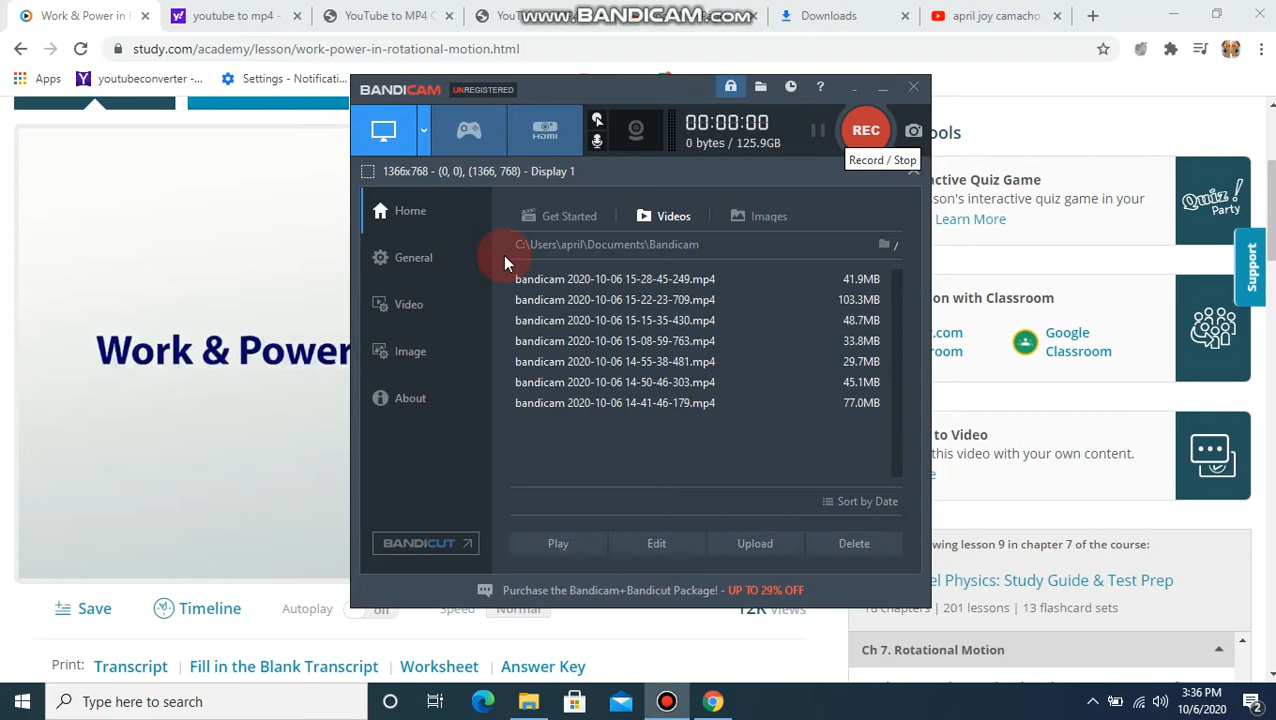 Work & Power in F
youtube to mp4 -
YouTube to MP4 C
YouT
www.BANDICAM.com
Downloads
april joy camacho
study.com/academy/lesson/work-power-in-rotational-motion.html
Apps
youtubeconverter -...
Settings - Notificati...
BANDICAM
UNREGISTERED
?
HDMI
00:00:00
0 bytes / 125.9GB
REC
Record / Stop
1366x768 - (0, 0), (1366, 768) - Display 1
Home
General
Video
Image
About
BANDICUT
Get Started
Videos
Images
C:\Users\april\Documents\Bandicam
/
bandicam 2020-10-06 15-28-45-249.mp4 41.9MB
bandicam 2020-10-06 15-22-23-709.mp4 103.3MB
bandicam 2020-10-06 15-15-35-430.mp4 48.7MB
bandicam 2020-10-06 15-08-59-763.mp4 33.8MB
bandicam 2020-10-06 14-55-38-481.mp4 29.7MB
bandicam 2020-10-06 14-50-46-303.mp4 45.1MB
bandicam 2020-10-06 14-41-46-179.mp4 77.0MB
Sort by Date
Play
Edit
Upload
Delete
Purchase the Bandicam+Bandicut Package! - UP TO 29% OFF
Work & Power
ools
eractive Quiz Game
sson's interactive quiz game in your
Learn More
Quiz! Party
Support
son with Classroom
r.com
room
Google
Classroom
to Video
this video with your own content.
wing lesson 9 in chapter 7 of the course:
el Physics: Study Guide & Test Prep
18 chapters | 201 lessons | 13 flashcard sets
Ch 7. Rotational Motion
Save
Timeline
Autoplay
Off
Speed
Normal
12K views
Print:
Transcript
Fill in the Blank Transcript
Worksheet
Answer Key
Type here to search
3:36 PM
10/6/2020
2